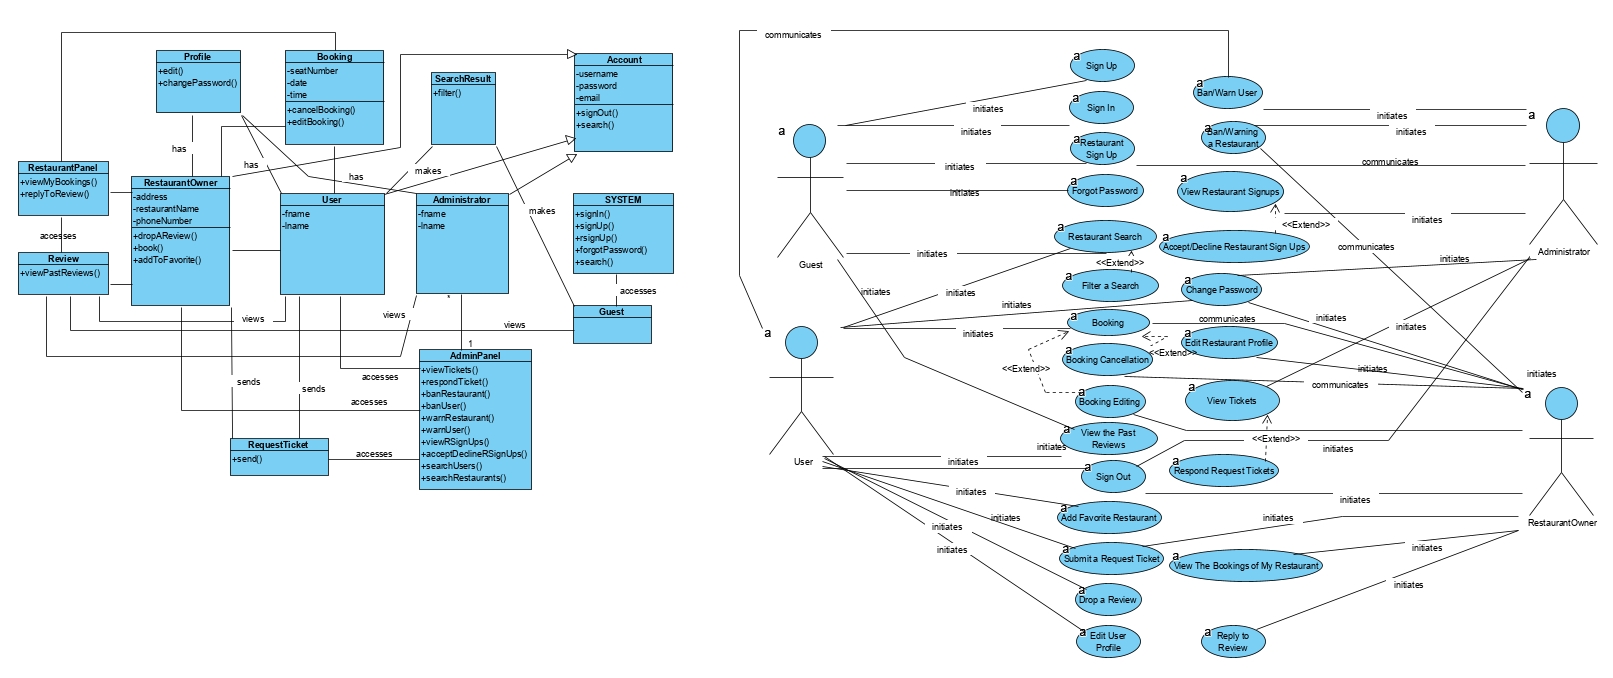 Profile
+edit()
+changePassword()
Booking
-seatNumber
-date
-time
+cancelBooking()
+editBooking()
SearchResult
+filter()
Account
-username
-password
-email
+signOut()
+search()
has
has
has
makes
makes
RestaurantPanel
+viewMyBookings()
+replyToReview()
RestaurantOwner
-address
-restaurantName
-phoneNumber
+dropAReview()
+book()
+addToFavorite()
User
-fname
-lname
Administrator
-fname
-lname
SYSTEM
+signIn()
+signUp()
+rsignUp()
+forgotPassword()
+search()
accesses
accesses
Review
+viewPastReviews()
Guest
views
views
views
*
1
AdminPanel
+viewTickets()
+respondTicket()
+banRestaurant()
+banUser()
+warnRestaurant()
+warnUser()
+viewRSignUps()
+acceptDeclineRSignUps()
+searchUsers()
+searchRestaurants()
accesses
accesses
accesses
sends
sends
RequestTicket
+send()
communicates
a
Sign Up
a
Ban/Warn User
initiates
a
Sign In
initiates
a
Guest
initiates
a
Ban/Warning
a Restaurant
initiates
a
Administrator
a
Restaurant
Sign Up
initiates
communicates
a
Forgot Password
initiates
a
View Restaurant Signups
initiates
<<Extend>>
a
Restaurant Search
a
Accept/Decline Restaurant Sign Ups
communicates
initiates
<<Extend>>
initiates
a
Filter a Search
initiates
initiates
a
Change Password
initiates
initiates
a
Booking
communicates
initiates
initiates
a
User
initiates
a
Edit Restaurant Profile
<<Extend>>
a
Booking Cancellation
<<Extend>>
initiates
communicates
initiates
a
RestaurantOwner
a
View Tickets
a
Booking Editing
<<Extend>>
initiates
a
View the Past
Reviews
initiates
initiates
a
Respond Request Tickets
a
Sign Out
initiates
initiates
a
Add Favorite Restaurant
initiates
initiates
initiates
initiates
initiates
a
Submit a Request Ticket
a
View The Bookings of My Restaurant
initiates
a
Drop a Review
a
Edit User
Profile
a
Reply to
Review